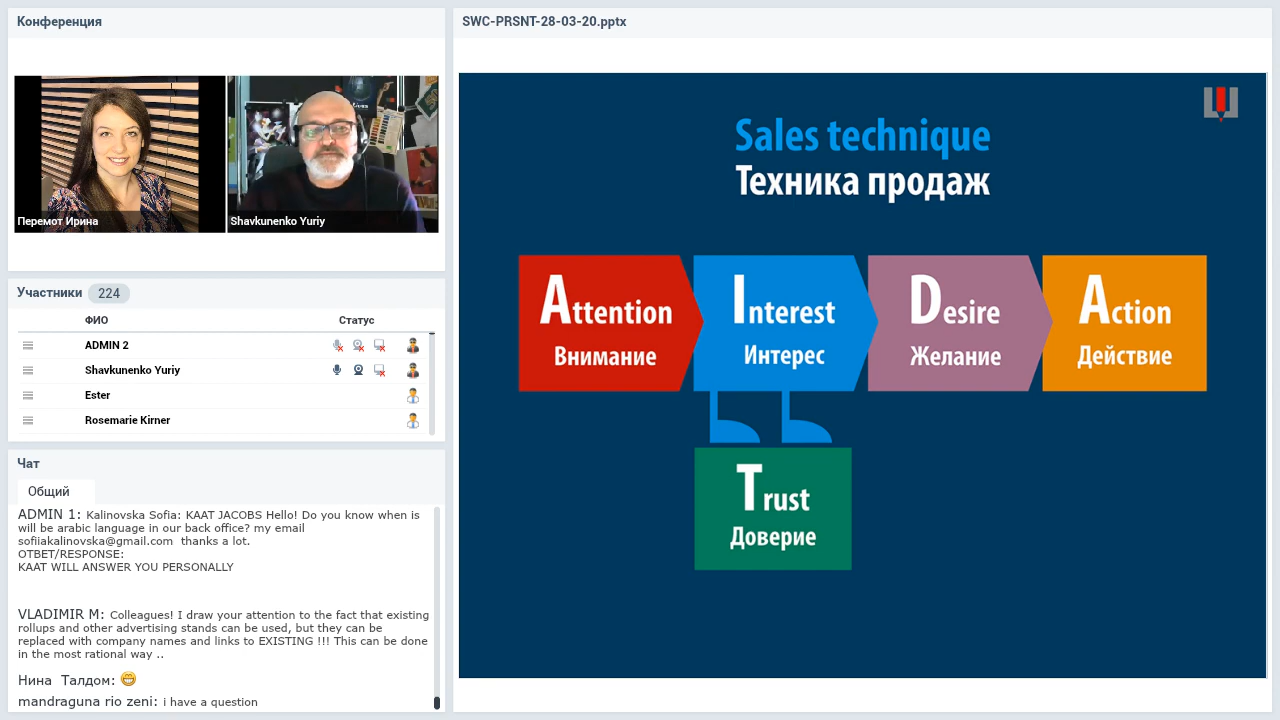 Конференция
Перемот Ирина
Shavkunenko Yuriy
Участники 224
ФИО Статус
ADMIN 2
Shavkunenko Yuriy
Ester
Rosemarie Kirner
Чат
Общий
ADMIN 1: Kalinovska Sofia: KAAT JACOBS Hello! Do you know when is
will be arabic language in our back office? my email
sofiiakalinovska@gmail.com thanks a lot.
ОТВЕТ/RESPONSE:
KAAT WILL ANSWER YOU PERSONALLY
VLADIMIR M: Colleagues! I draw your attention to the fact that existing
rollups and other advertising stands can be used, but they can be
replaced with company names and links to EXISTING !!! This can be done
in the most rational way ..
Нина Талдом:
mandraguna rio zeni: i have a question
SWC-PRSNT-28-03-20.pptx
Sales technique
Техника продаж
Attention
Внимание
Interest
Интерес
Desire
Желание
Action
Действие
Trust
Доверие